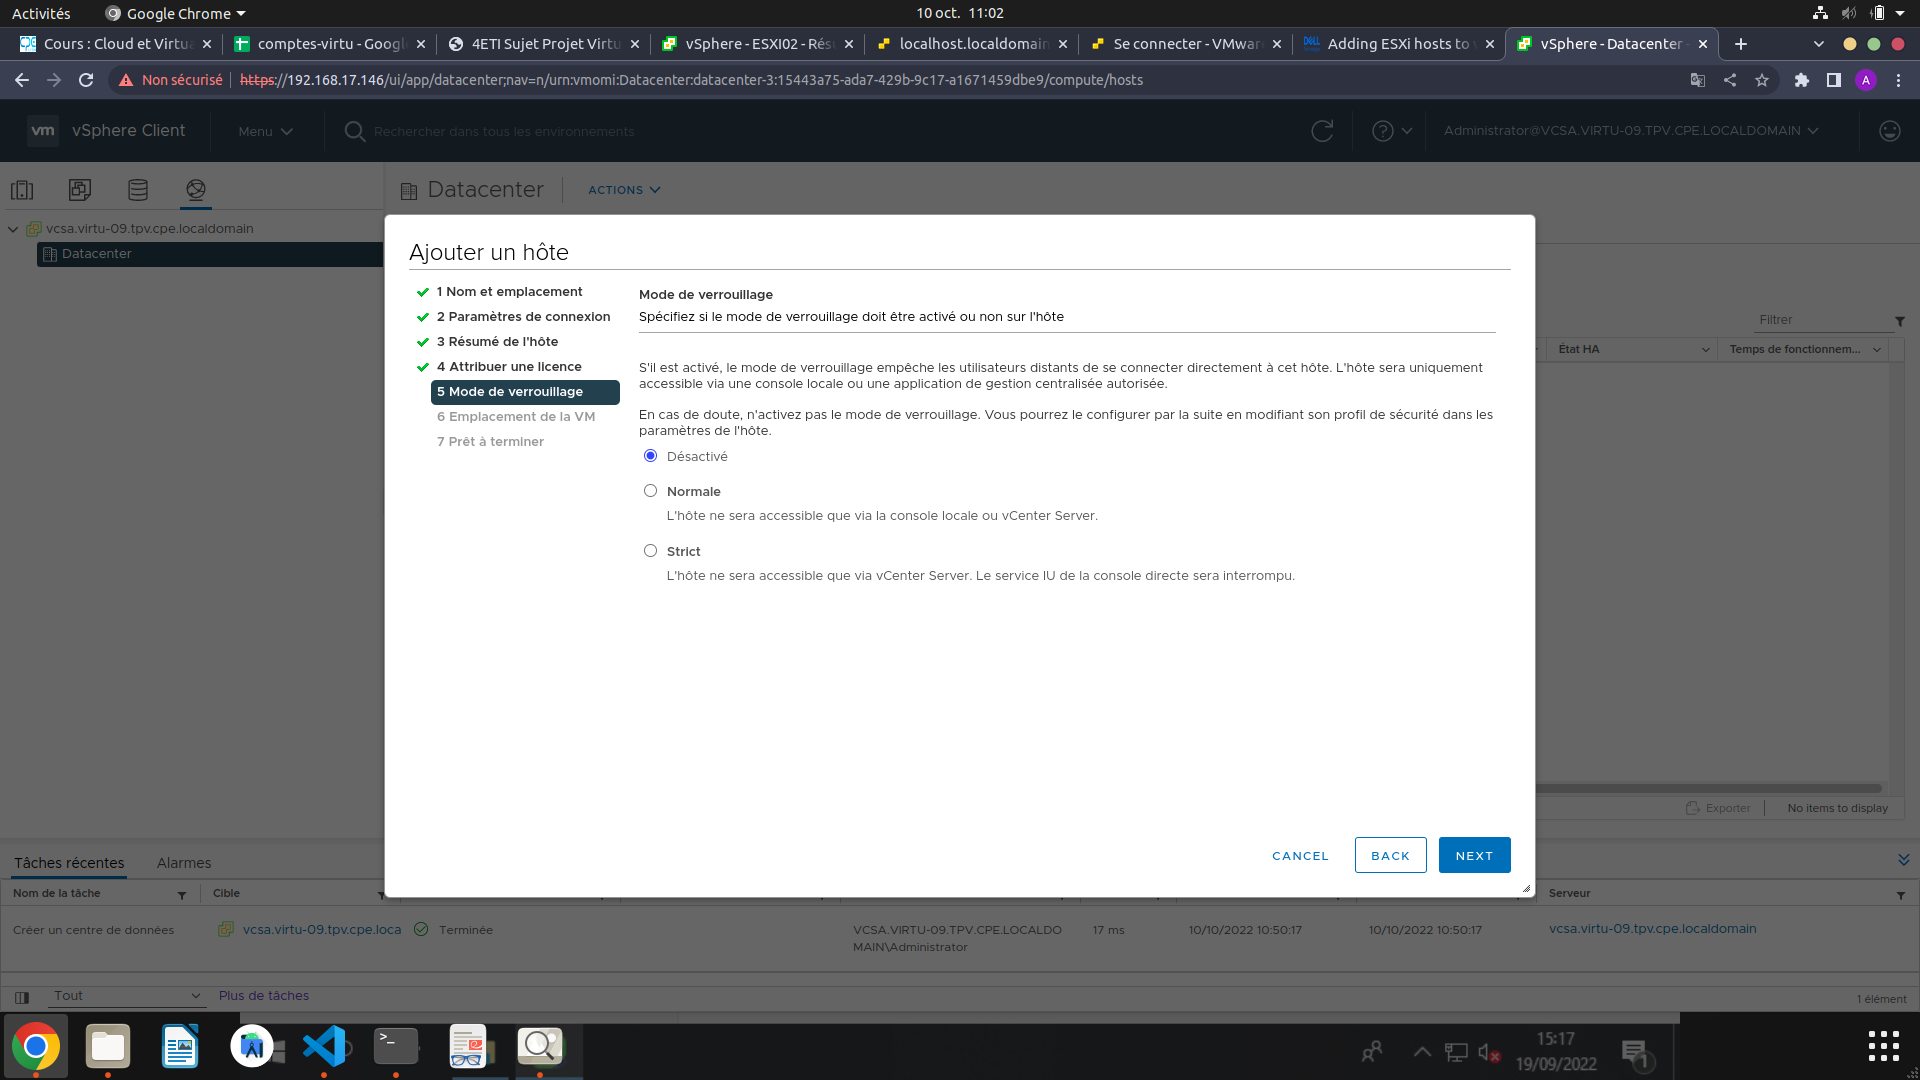 Activités
Google Chrome
10 oct. 11:02
Cours : Cloud et Virtua
comptes-virtu - Googl
4ETI Sujet Projet Virtu
vSphere - ESXI02 - Rés
localhost.localdomain
Se connecter - VMwar
DELL
Adding ESXi hosts to v
vSphere - Datacenter -
Non sécurisé
https://192.168.17.146/ui/app/datacenter;nav=n/urn:vmomi:Datacenter:datacenter-3:15443a75-ada7-429b-9c17-a1671459dbe9/compute/hosts
A
vm
vSphere Client
Menu
Rechercher dans tous les environnements
Administrator@VCSA.VIRTU-09.TPV.CPE.LOCALDOMAIN
vcsa.virtu-09.tpv.cpe.localdomain
Datacenter
Datacenter
ACTIONS
Ajouter un hôte
1 Nom et emplacement
2 Paramètres de connexion
3 Résumé de l'hôte
4 Attribuer une licence
5 Mode de verrouillage
6 Emplacement de la VM
7 Prêt à terminer
Mode de verrouillage
Spécifiez si le mode de verrouillage doit être activé ou non sur l'hôte
S'il est activé, le mode de verrouillage empêche les utilisateurs distants de se connecter directement à cet hôte. L'hôte sera uniquement
accessible via une console locale ou une application de gestion centralisée autorisée.
En cas de doute, n'activez pas le mode de verrouillage. Vous pourrez le configurer par la suite en modifiant son profil de sécurité dans les
paramètres de l'hôte.
Désactivé
Normale
L'hôte ne sera accessible que via la console locale ou vCenter Server.
Strict
L'hôte ne sera accessible que via vCenter Server. Le service IU de la console directe sera interrompu.
CANCEL
BACK
NEXT
Filtrer
État HA
Temps de fonctionnem...
Exporter
No items to display
Tâches récentes
Alarmes
Nom de la tâche
Cible
Serveur
Créer un centre de données
vcsa.virtu-09.tpv.cpe.loca
Terminée
VCSA.VIRTU-09.TPV.CPE.LOCALDO
MAIN\Administrator
17 ms
10/10/2022 10:50:17
10/10/2022 10:50:17
vcsa.virtu-09.tpv.cpe.localdomain
Tout
Plus de tâches
1 élément
15:17
19/09/2022
1